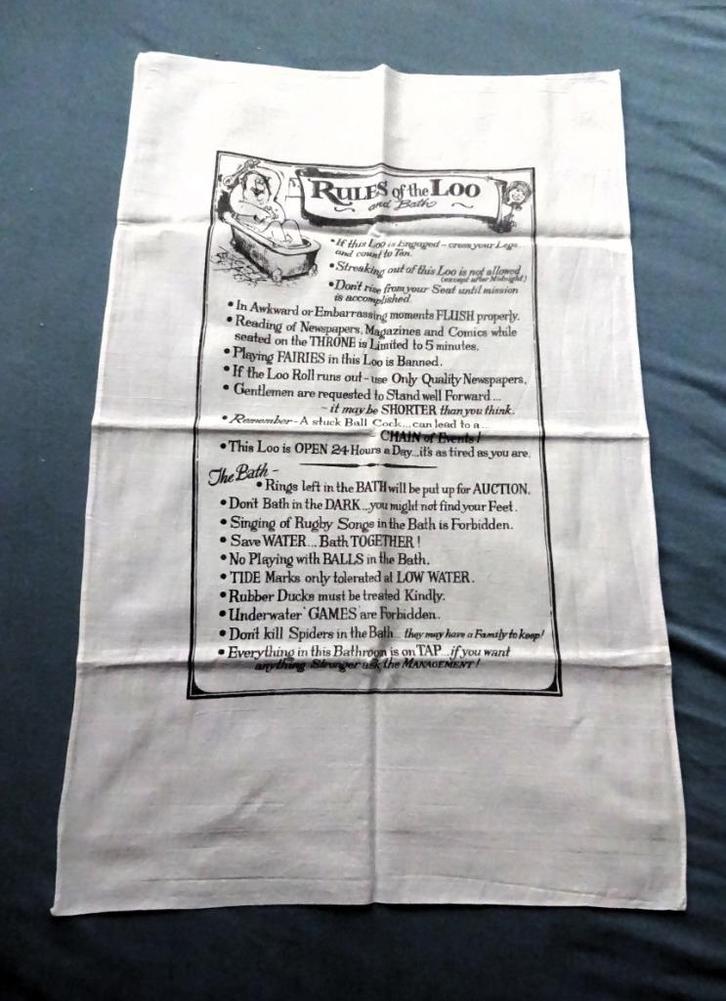 RULES of the LOO
and Bath
• If this Loo is Engaged - cross your Legs
and count to Ten.
• Streaking out of this Loo is not allowed
(except after Midnight)
• Don't rise from your Seat until mission
is accomplished.
• In Awkward or Embarrassing moments FLUSH properly.
• Reading of Newspapers, Magazines and Comics while
seated on the THRONE is Limited to 5 minutes.
• Playing FAIRIES in this Loo is Banned.
• If the Loo Roll runs out - use Only Quality Newspapers.
• Gentlemen are requested to Stand well Forward...
- it may be SHORTER than you think.
• Remember - A stuck Ball Cock... can lead to a...
CHAIN of Events!
• This Loo is OPEN 24 Hours a Day...it's as tired as you are.
The Bath -
• Rings left in the BATH will be put up for AUCTION.
• Don't Bath in the DARK...you might not find your Feet.
• Singing of Rugby Songs in the Bath is Forbidden.
• Save WATER... Bath TOGETHER!
• No Playing with BALLS in the Bath.
• TIDE Marks only tolerated at LOW WATER.
• Rubber Ducks must be treated Kindly.
• Underwater GAMES are Forbidden.
• Don't kill Spiders in the Bath... they may have a Family to keep!
• Everything in this Bathroom is on TAP...if you want
anything Stronger ask the MANAGEMENT!